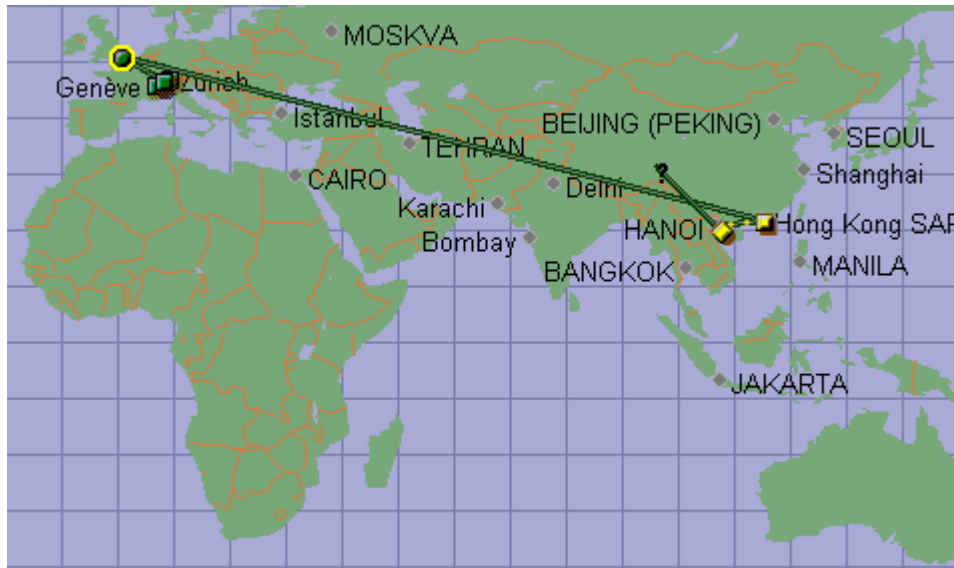 MOSKVA
Genève
Zürich
Istanbul
BEIJING (PEKING)
SEOUL
TEHRAN
?
CAIRO
Delhi
Shanghai
Karachi
HANOI
Hong Kong SAR
Bombay
BANGKOK
MANILA
JAKARTA